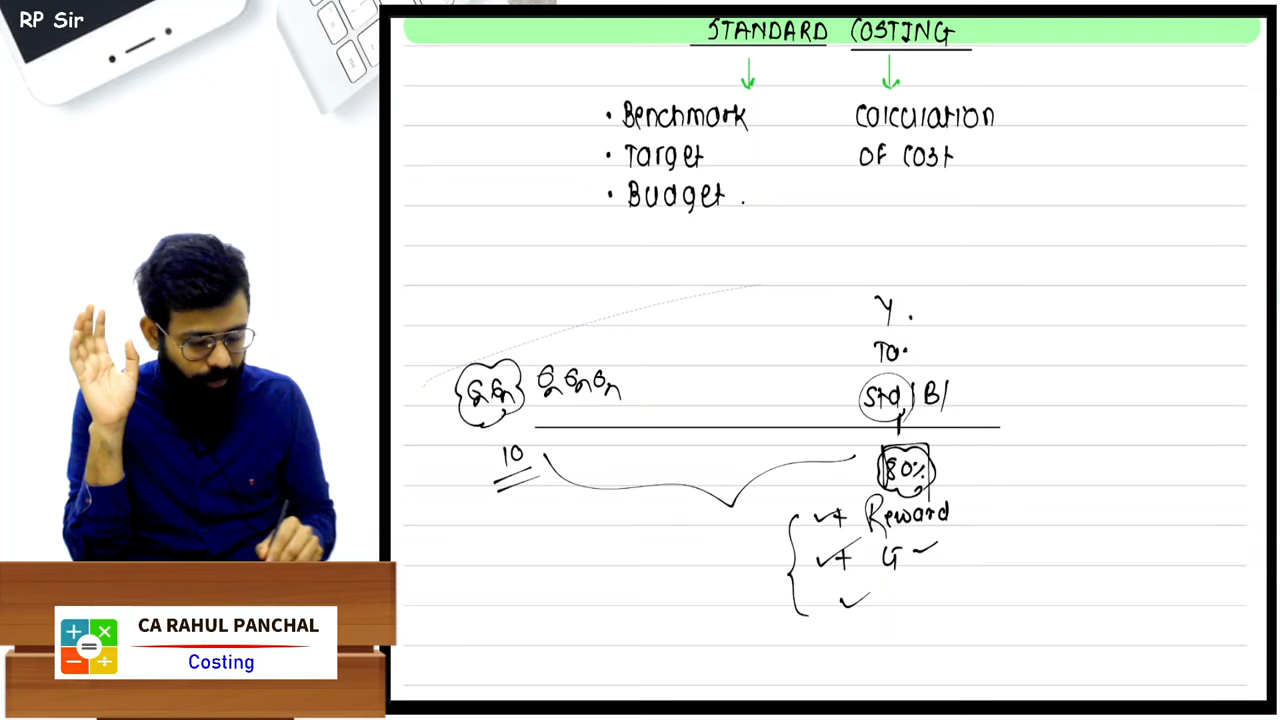 RP Sir
STANDARD COSTING
• Benchmark
• Target
• Budget .
Calculation
OF COST
Y .
TO.
Std / B/
10
80%
+ Reward
+ G
CA RAHUL PANCHAL
Costing